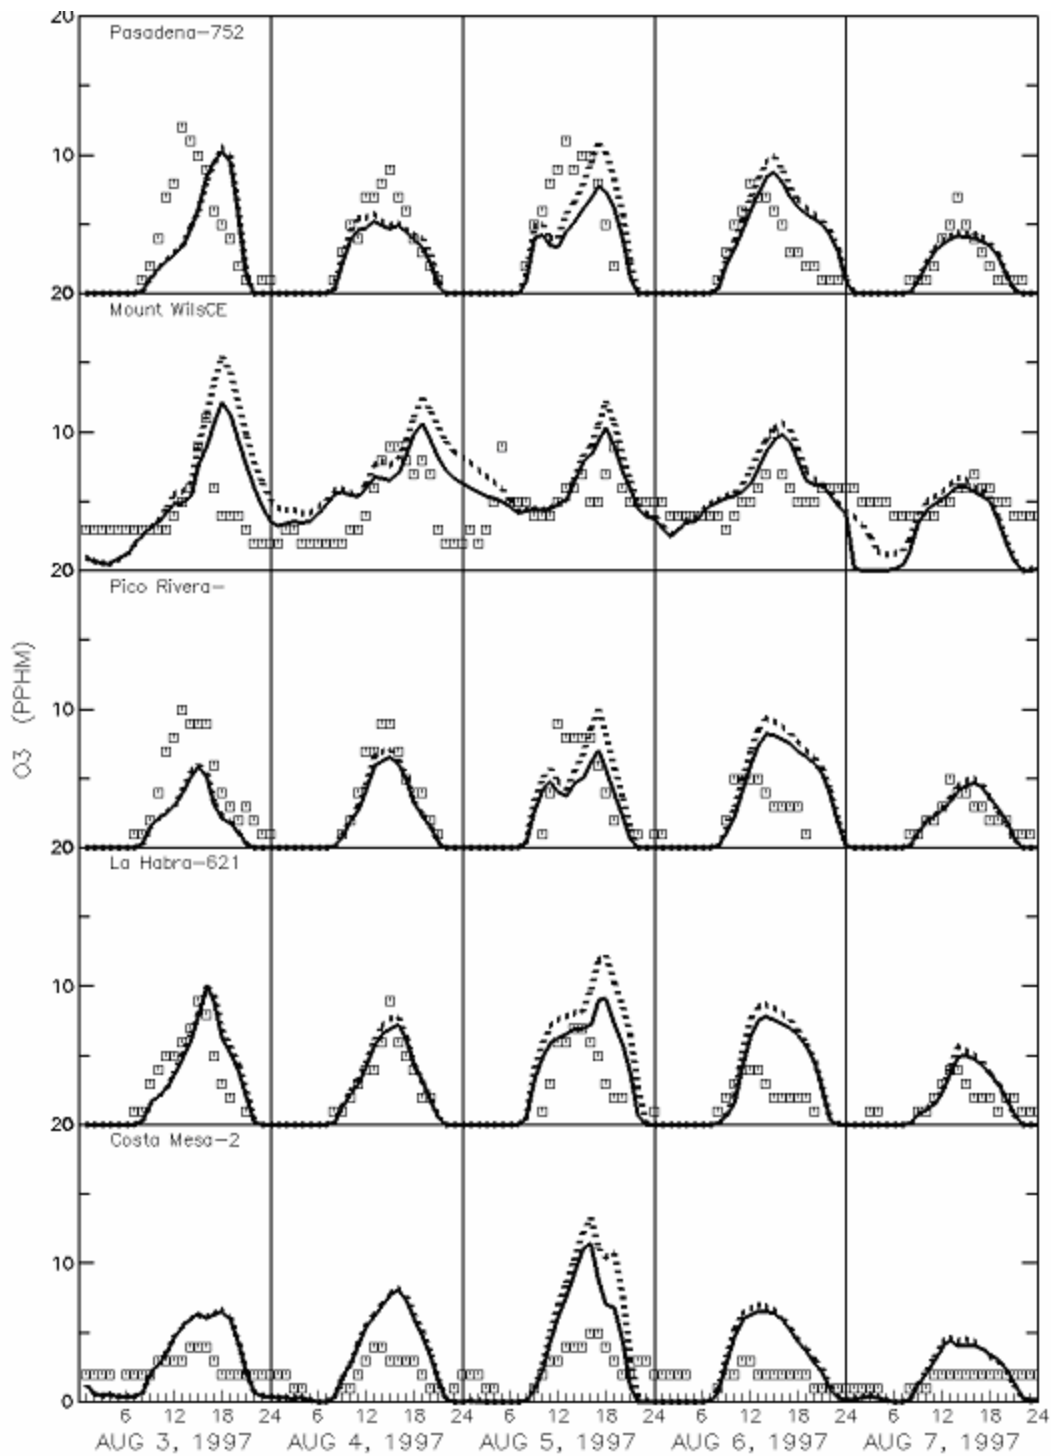 20
Pasadena-752
10
20
Mount WilsCE
10
20
Pico Rivera-
10
20
La Habra-621
10
20
Costa Mesa-2
10
0
O3 (PPHM)
6 12 18 24 6 12 18 24 6 12 18 24 6 12 18 24 6 12 18 24
AUG 3, 1997 AUG 4, 1997 AUG 5, 1997 AUG 6, 1997 AUG 7, 1997